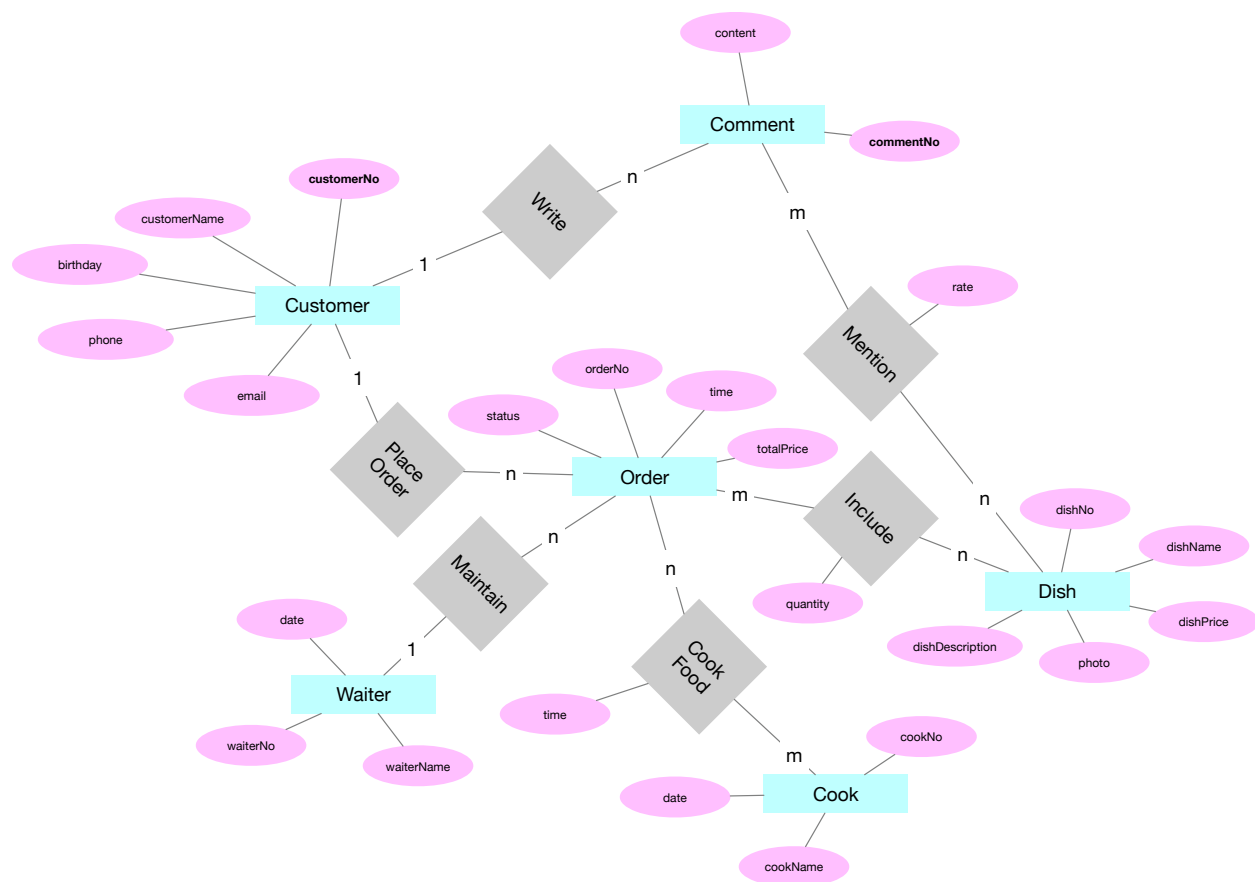 content
Comment
commentNo
Write
n
1
customerNo
customerName
birthday
Customer
phone
email
m
rate
Mention
n
1
Place
Order
n
orderNo
time
status
totalPrice
Order
m
Include
n
quantity
dishNo
dishName
Dish
dishPrice
dishDescription
photo
n
Maintain
1
date
Waiter
waiterNo
waiterName
n
Cook
Food
time
m
cookNo
date
Cook
cookName